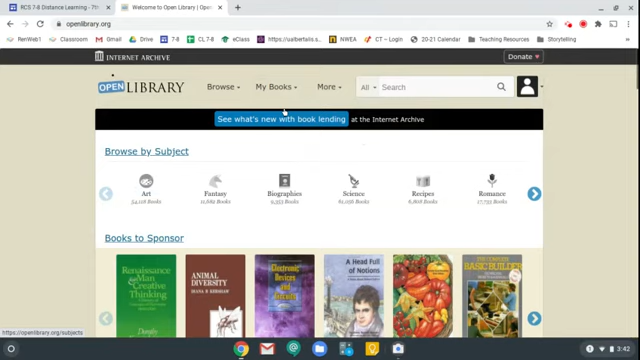 RCS 7-8 Distance Learning - 7th
Welcome to Open Library | Open
openlibrary.org
RenWeb1
Classroom
Gmail
Drive
7-8
CL 7-8
eClass
NWEA
CT – Login
20-21 Calendar
Teaching Resources
Storytelling
INTERNET ARCHIVE
Donate
OPEN LIBRARY
Browse
My Books
More
All
Search
See what's new with book lending at the Internet Archive
Browse by Subject
Art
Fantasy
Biographies
Science
Recipes
Romance
Books to Sponsor
Renaissance
Man
Creative
Thinking
ANIMAL
DIVERSITY
Electronic
Devices and
Circuits
A Head Full
of Notions
THE COMPLETE
BASIC BUILDER
https://openlibrary.org/subjects
3:42